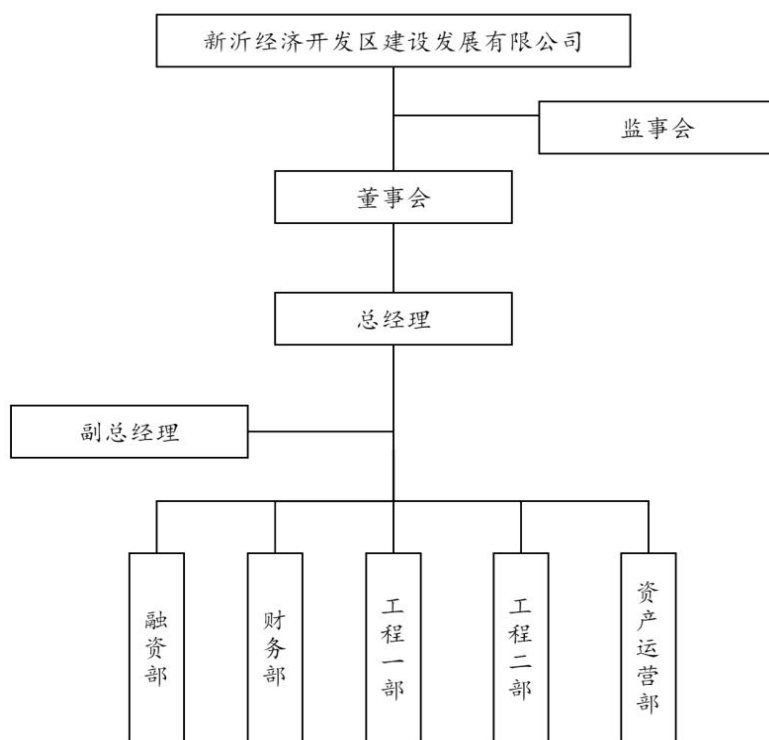 新沂经济开发区建设发展有限公司
监事会
董事会
总经理
副总经理
融资部
财务部
工程一部
工程二部
资产运营部